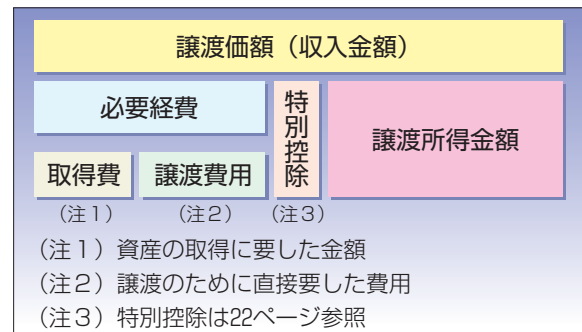 譲渡価額（収入金額）
必要経費
特別控除
譲渡所得金額
取得費
譲渡費用
（注１）
（注２）
（注３）
（注１）資産の取得に要した金額
（注２）譲渡のために直接要した費用
（注３）特別控除は22ページ参照